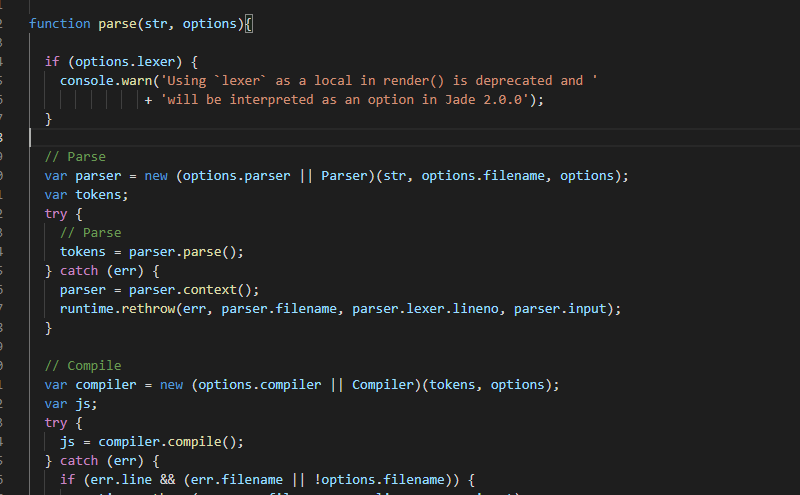 function parse(str, options){
if (options.lexer) {
console.warn('Using `lexer` as a local in render() is deprecated and '
+ 'will be interpreted as an option in Jade 2.0.0');
}
// Parse
var parser = new (options.parser || Parser)(str, options.filename, options);
var tokens;
try {
// Parse
tokens = parser.parse();
} catch (err) {
parser = parser.context();
runtime.rethrow(err, parser.filename, parser.lexer.lineno, parser.input);
}
// Compile
var compiler = new (options.compiler || Compiler)(tokens, options);
var js;
try {
js = compiler.compile();
} catch (err) {
if (err.line && (err.filename || !options.filename)) {